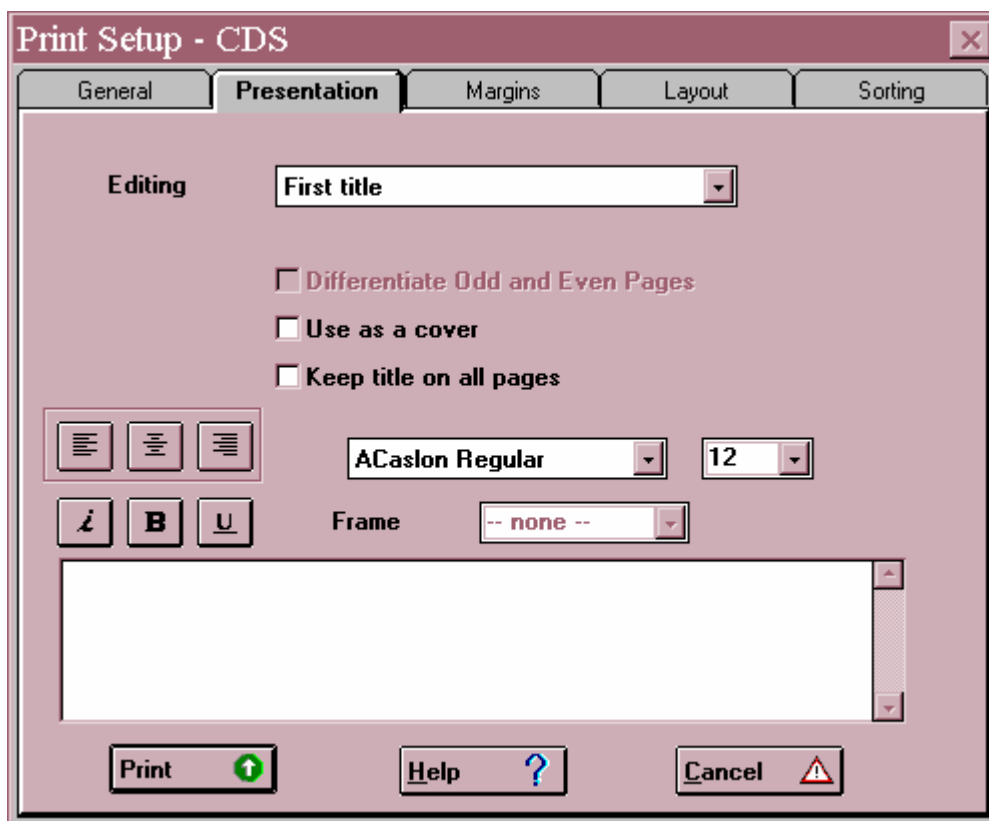 Print Setup - CDS
General Presentation Margins Layout Sorting
Editing First title
Differentiate Odd and Even Pages
Use as a cover
Keep title on all pages
ACaslon Regular 12
i B U Frame -- none --
Print Help ? Cancel